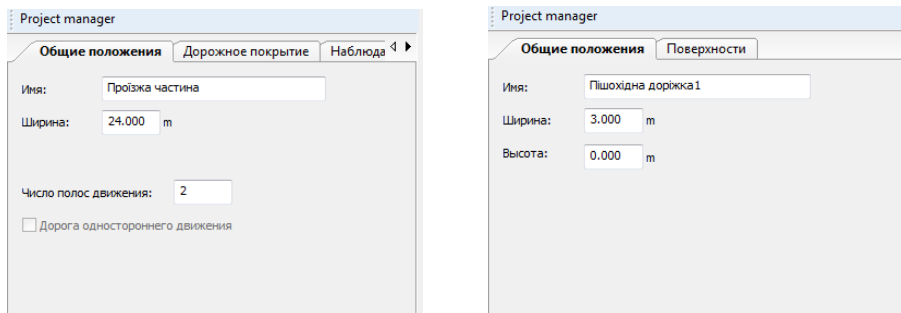 Project manager
Общие положения Дорожное покрытие Наблюда
Имя: Проїзжа частина
Ширина: 24.000 m
Число полос движения: 2
Дорога одностороннего движения
Project manager
Общие положения Поверхности
Имя: Пішохідна доріжка1
Ширина: 3.000 m
Высота: 0.000 m